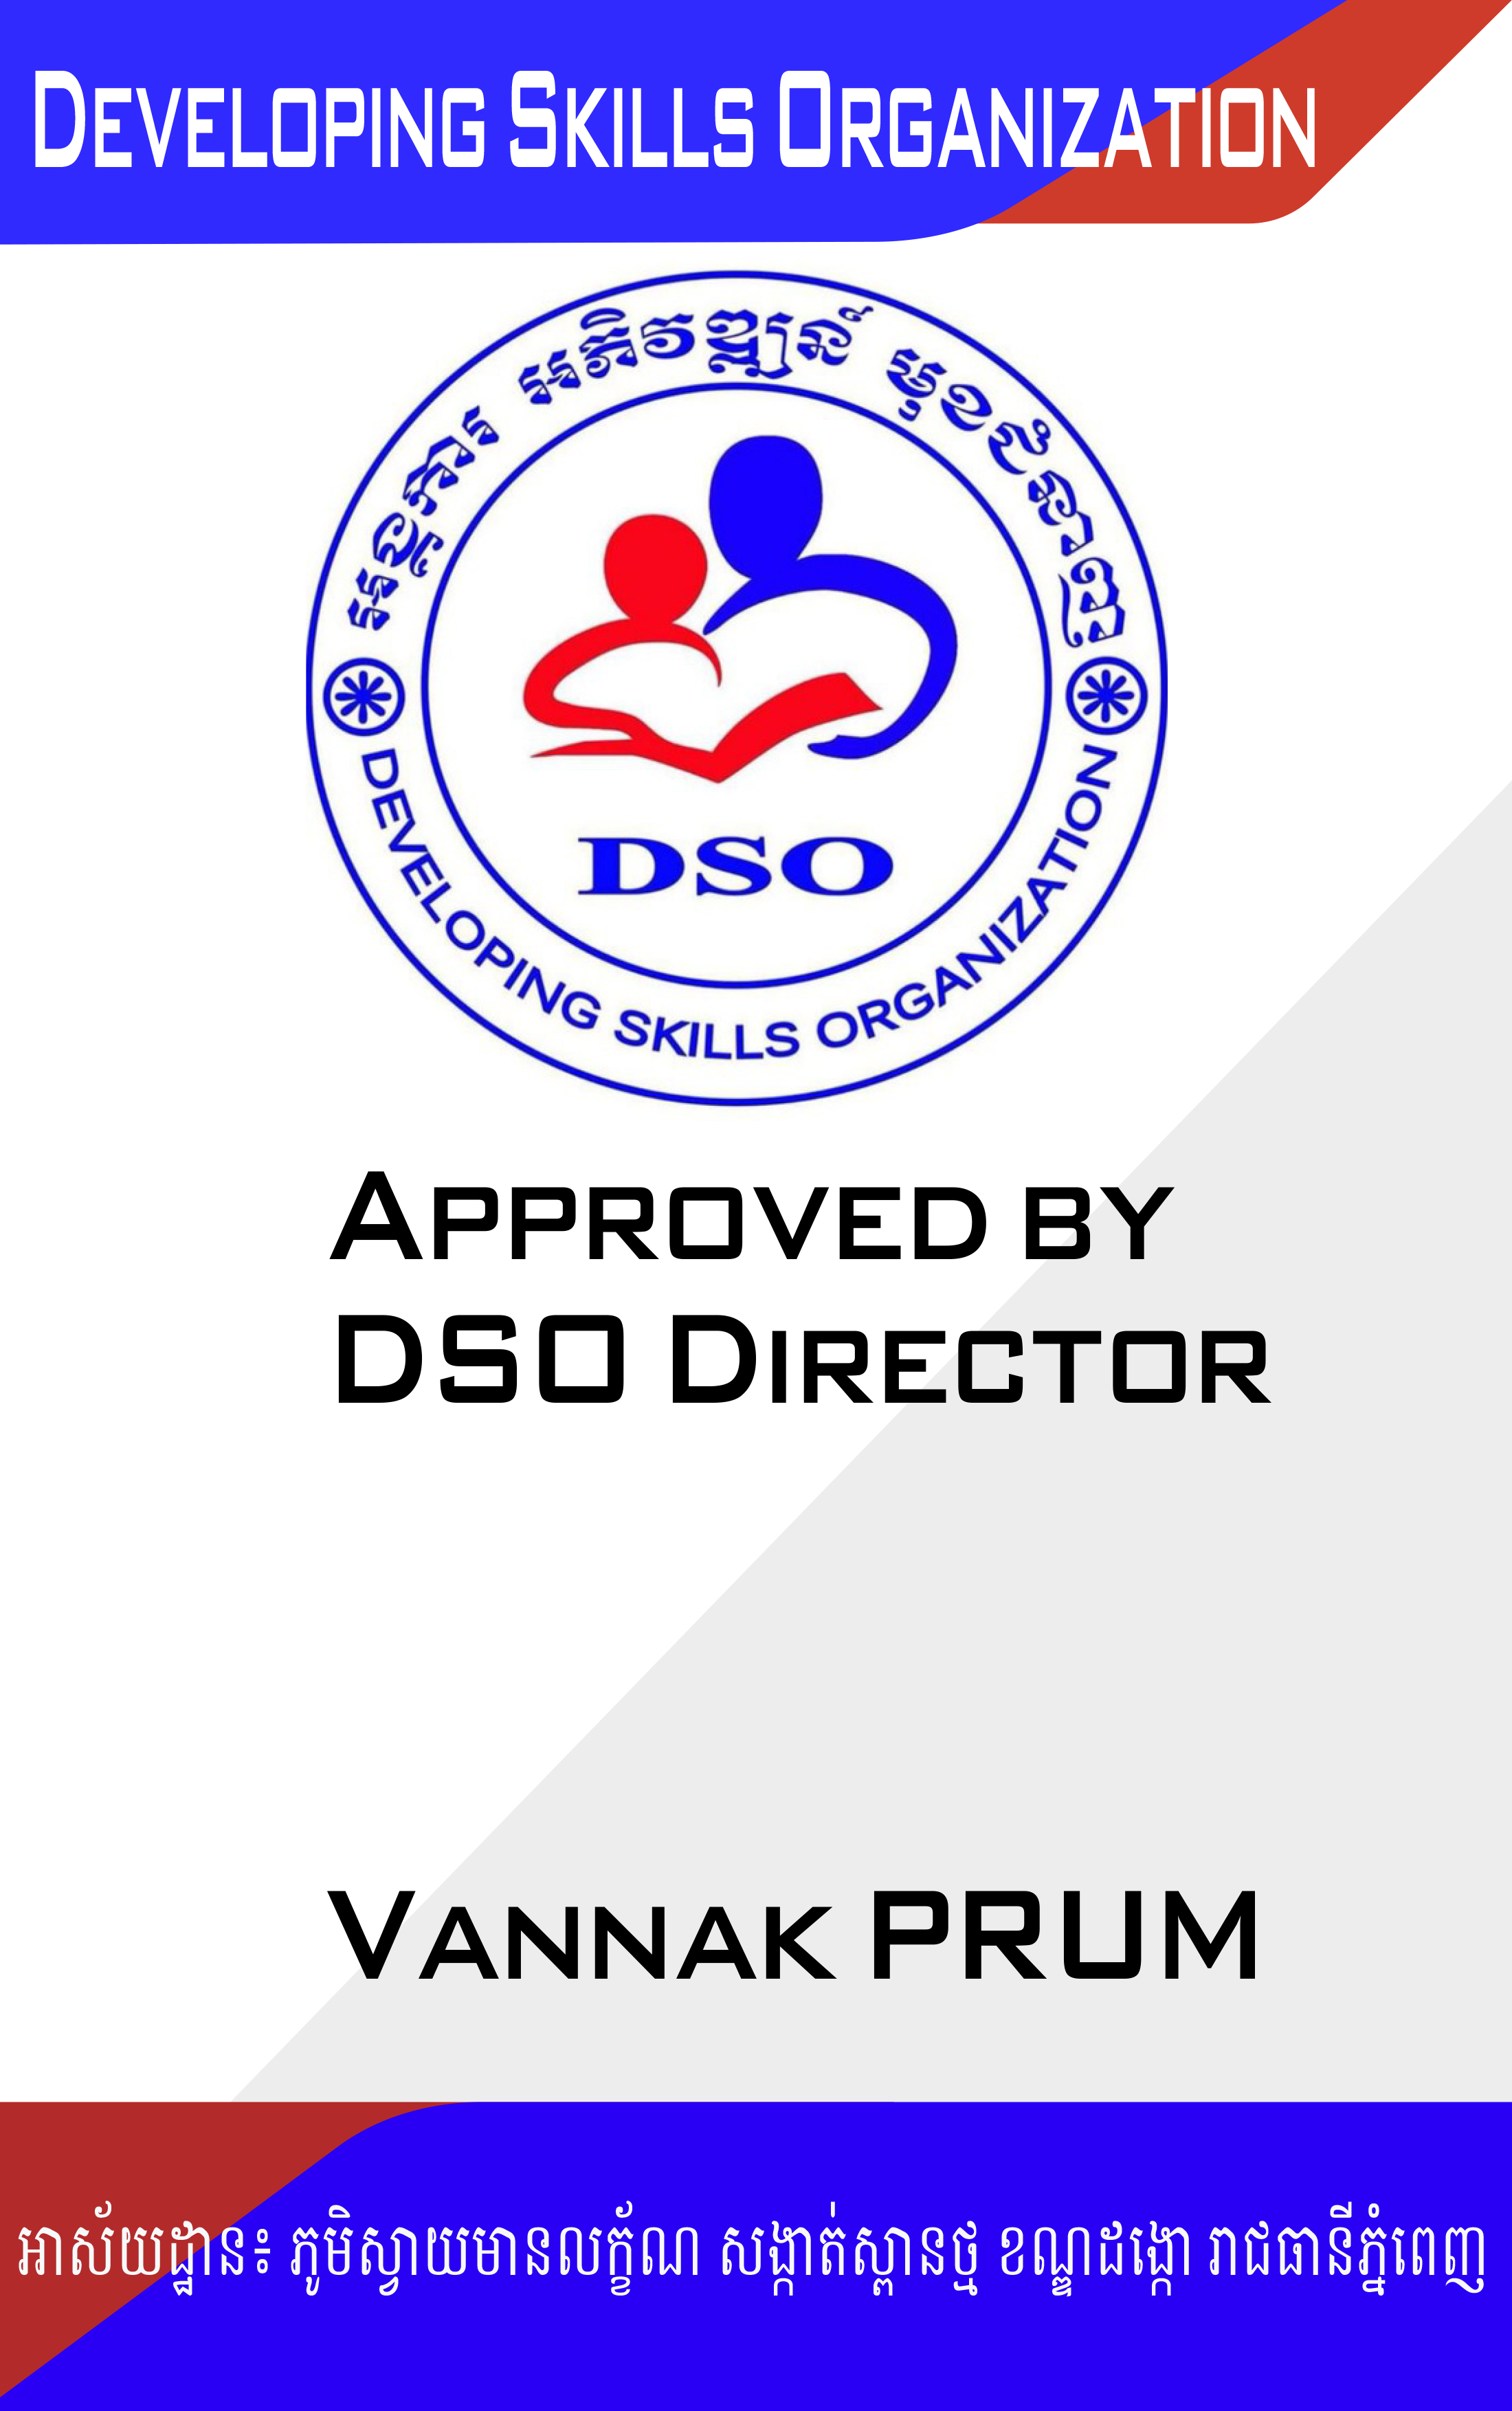 Developing Skills Organization
អង្គការ អភិវឌ្ឍន៍ មុខជំនាញ
DSO
DEVELOPING SKILLS ORGANIZATION
Approved by
DSO Director
Vannak PRUM
អាស័យដ្ឋាន៖ ភូមិស្វាយមានលក្ខ័ណ សង្កាត់ស្ពានថ្ម ខណ្ឌដង្កោ រាជធានីភ្នំពេញ